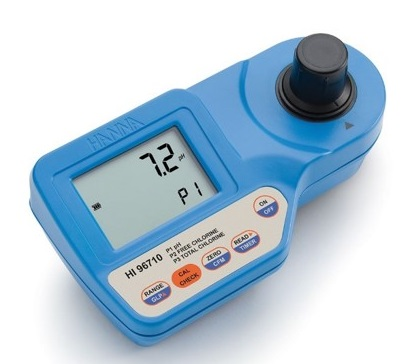 HANNA
7.2 pH
P1
HI 96710
P1 pH
P2 FREE CHLORINE
P3 TOTAL CHLORINE
ON
OFF
READ
TIMER
ZERO
CFM
CAL
CHECK
RANGE
GLP